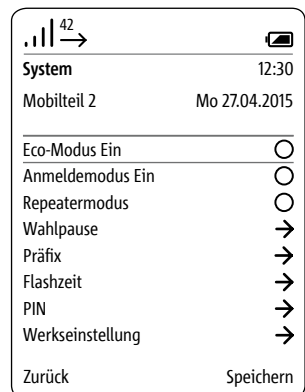 42
System 12:30
Mobilteil 2 Mo 27.04.2015
Eco-Modus Ein
Anmeldemodus Ein
Repeatermodus
Wahlpause
Präfix
Flashzeit
PIN
Werkseinstellung
Zurück Speichern